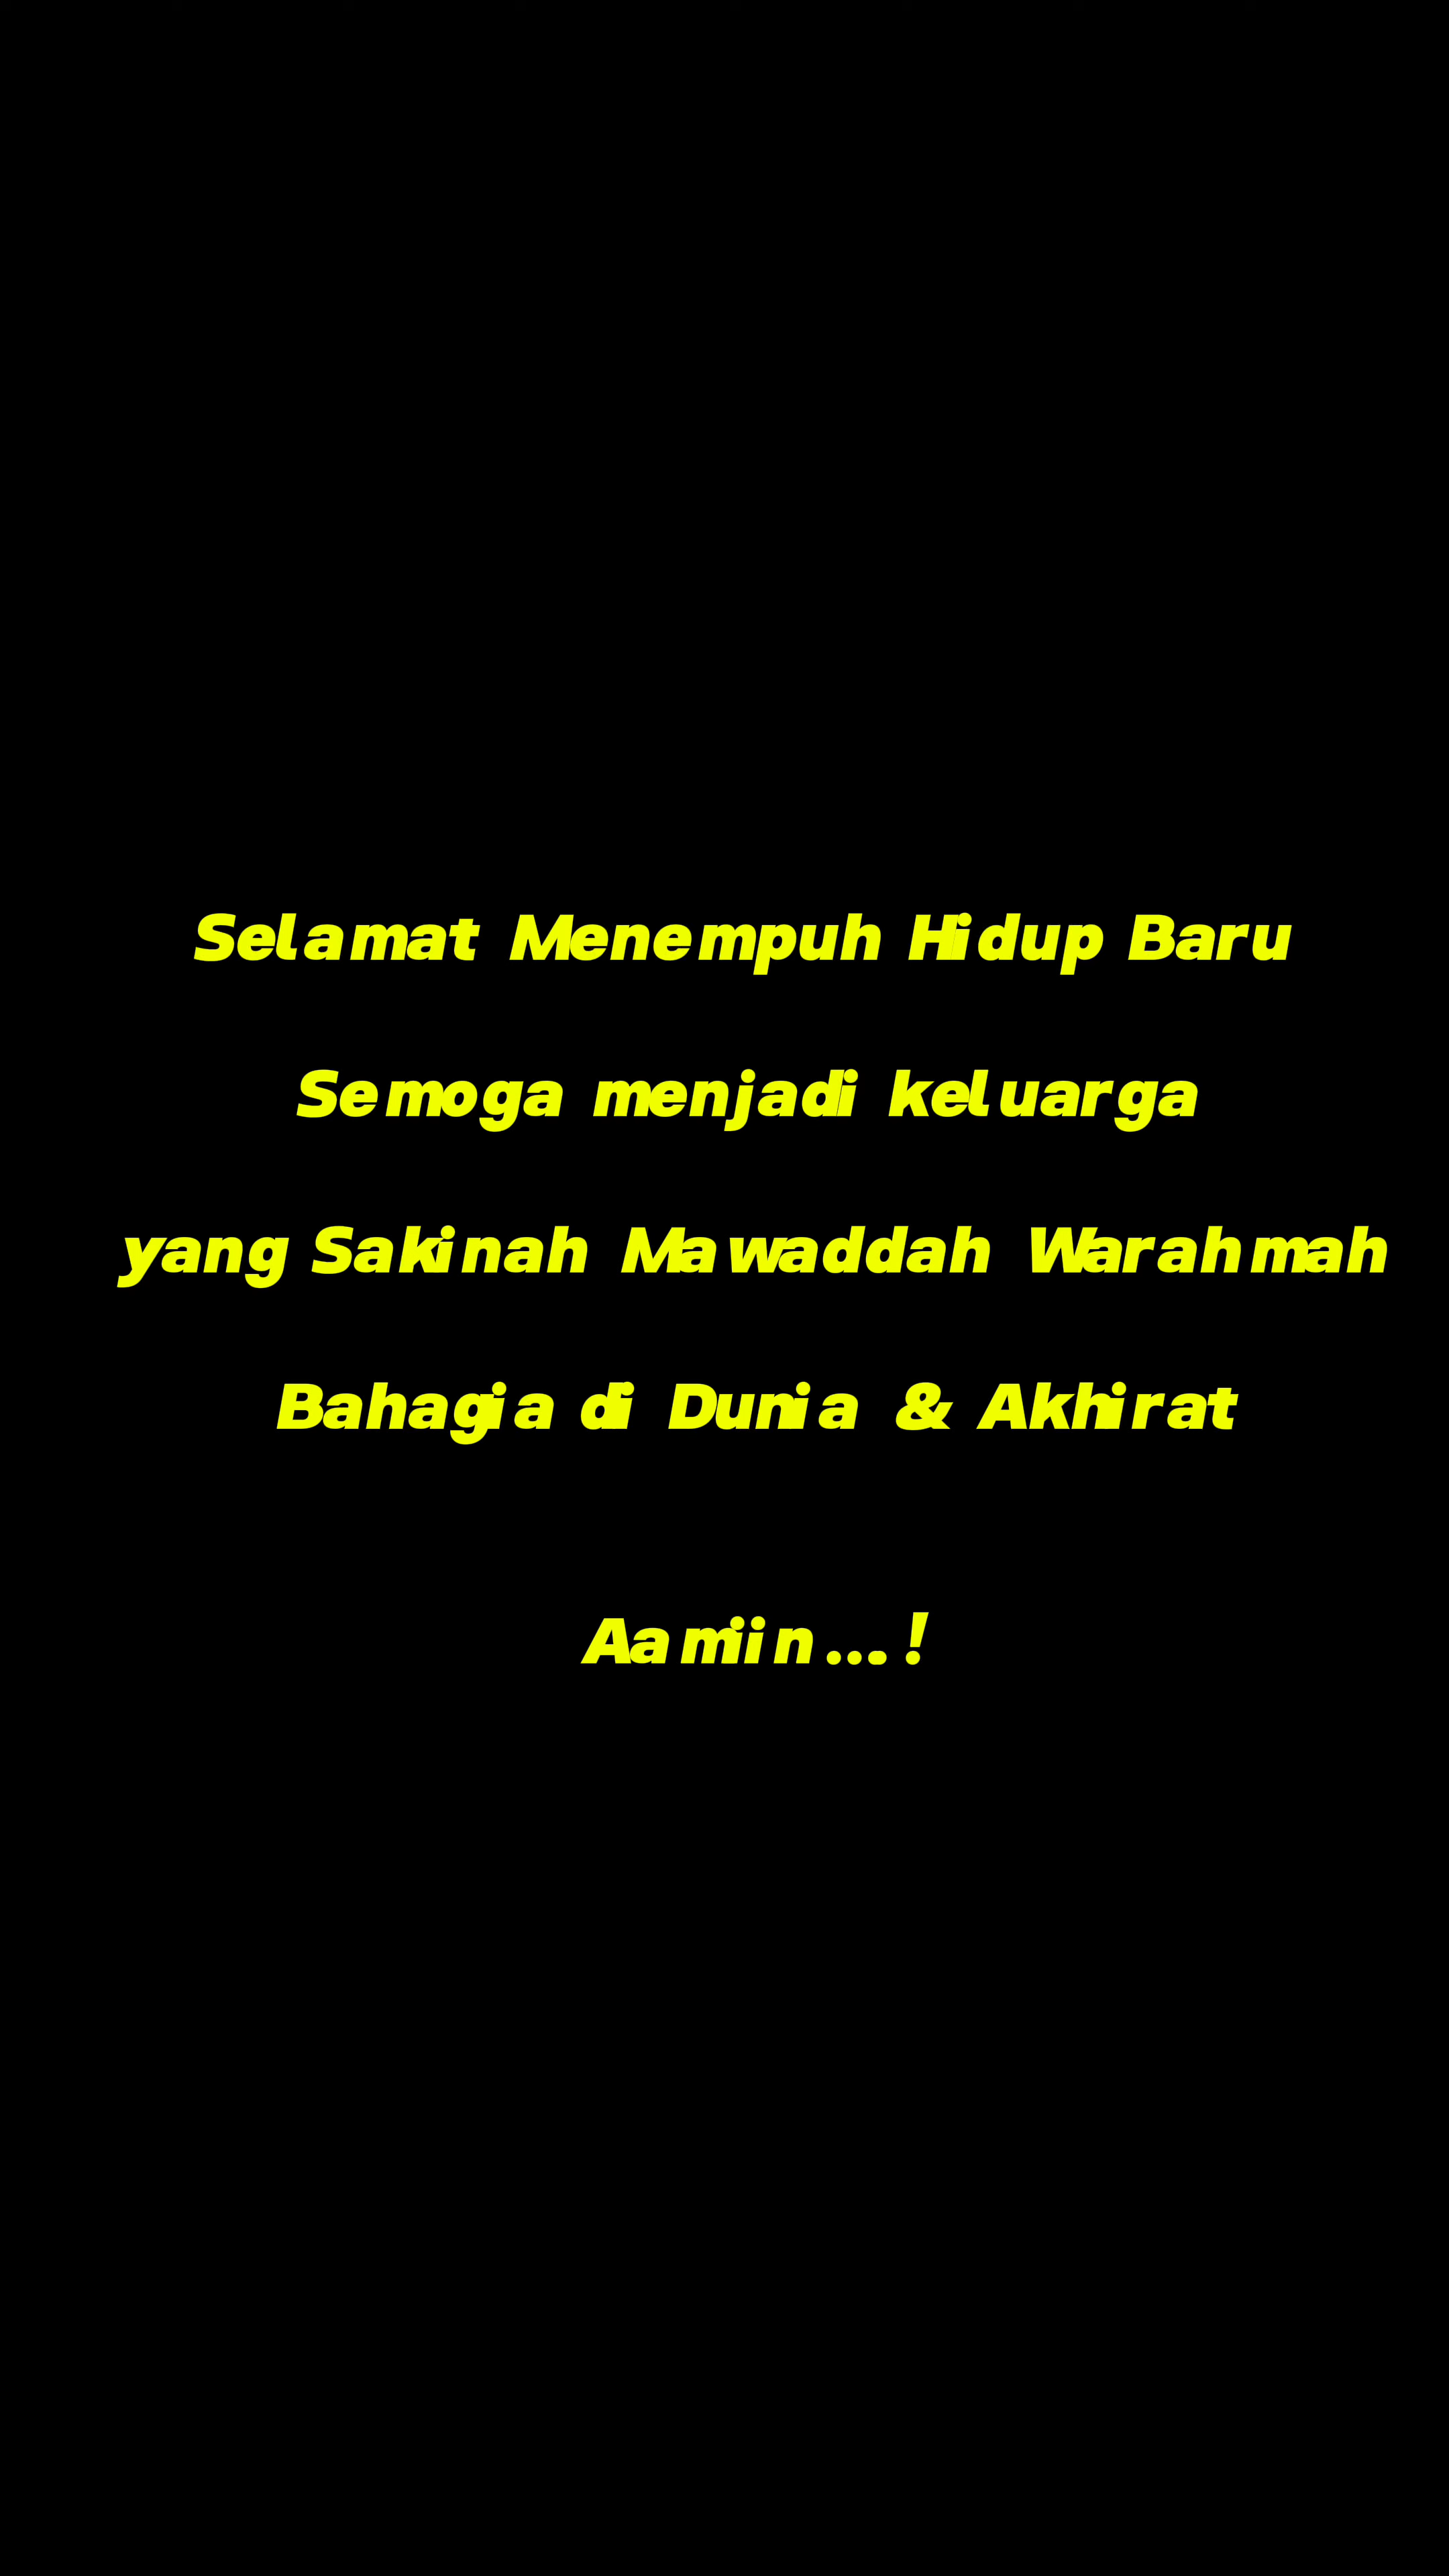 Selamat Menempuh Hidup Baru
Semoga menjadi keluarga
yang Sakinah Mawaddah Warahmah
Bahagia di Dunia & Akhirat
Aamiin...!